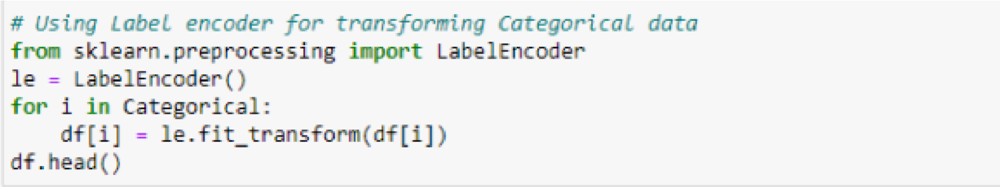 # Using Label encoder for transforming Categorical data
from sklearn.preprocessing import LabelEncoder
le = LabelEncoder()
for i in Categorical:
    df[i] = le.fit_transform(df[i])
df.head()